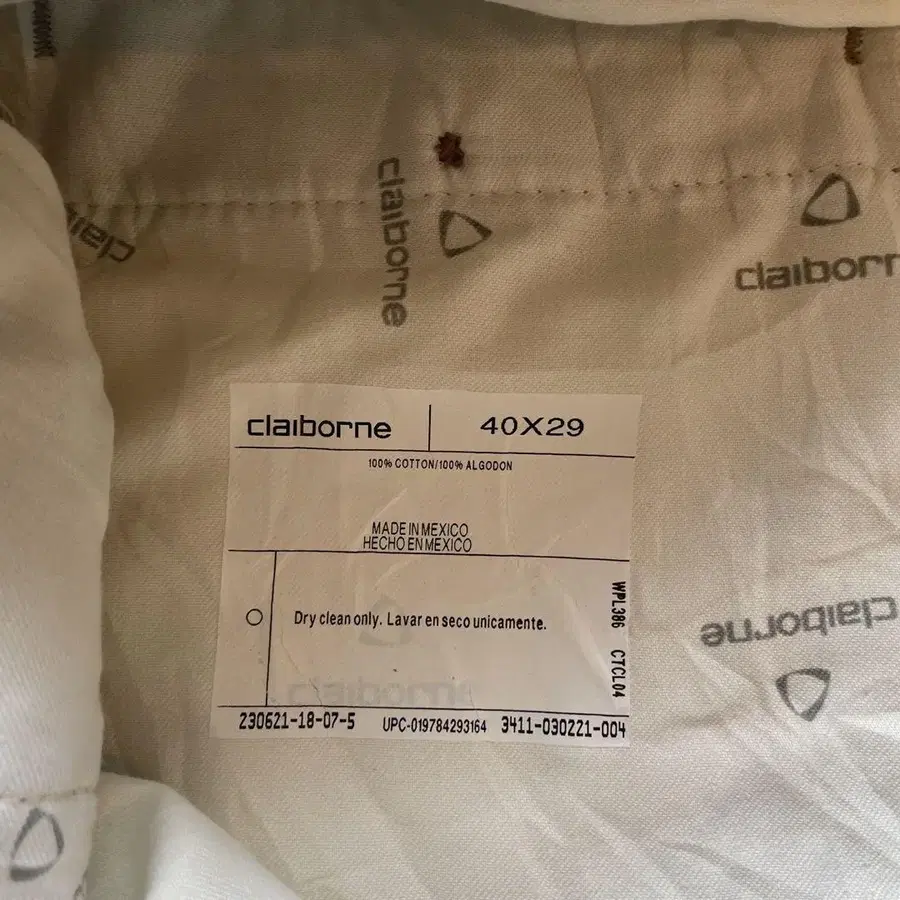 claiborne
claiborne
claiborn
claiborne 40X29
100% COTTON/100% ALGODON
MADE IN MEXICO
HECHO EN MEXICO
Dry clean only. Lavar en seco unicamente.
WPL386 CTCL04
230621-18-07-5 UPC-019784293164 3411-030221-004
claiborne